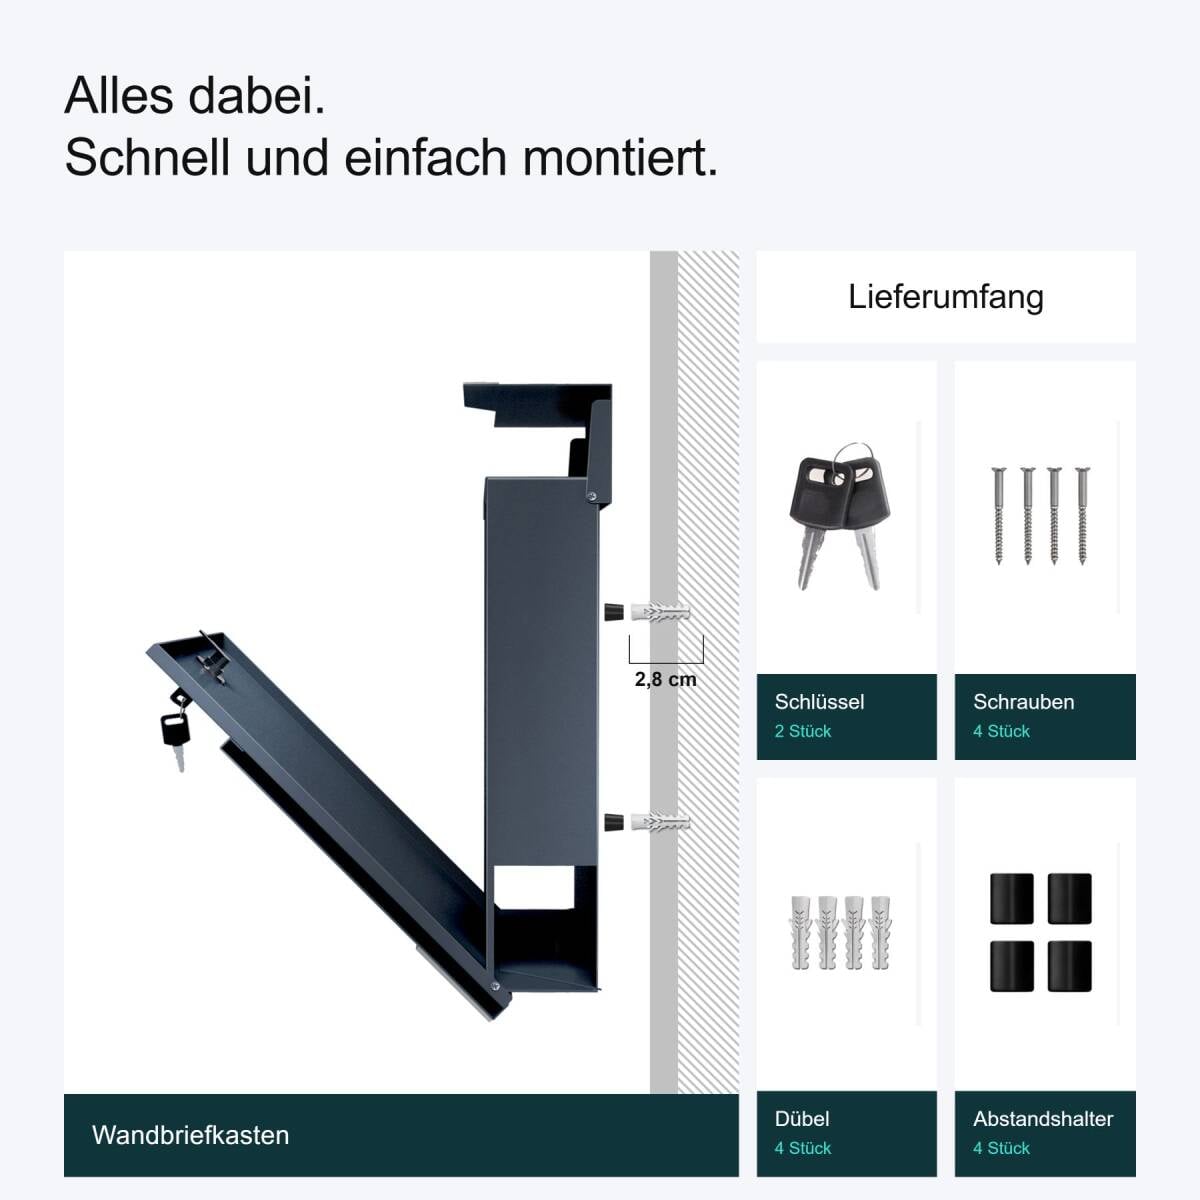 Alles dabei.
Schnell und einfach montiert.
Lieferumfang
2,8 cm
Schlüssel
2 Stück
Schrauben
4 Stück
Wandbriefkasten
Dübel
4 Stück
Abstandshalter
4 Stück